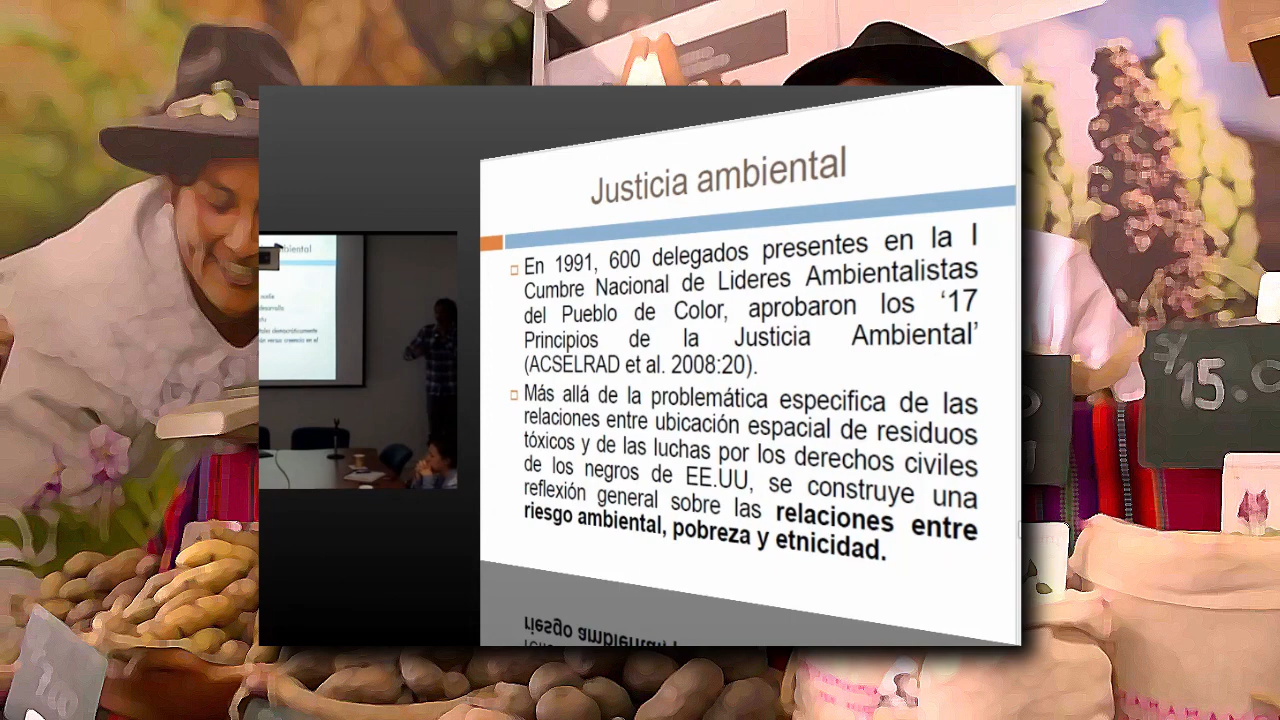 Justicia ambiental
En 1991, 600 delegados presentes en la I
Cumbre Nacional de Lideres Ambientalistas
del Pueblo de Color, aprobaron los ‘17
Principios de la Justicia Ambiental’
(ACSELRAD et al. 2008:20).
Más allá de la problemática especifica de las
relaciones entre ubicación espacial de residuos
tóxicos y de las luchas por los derechos civiles
de los negros de EE.UU, se construye una
reflexión general sobre las relaciones entre
riesgo ambiental, pobreza y etnicidad.
riesgo ambiental,
S/15.